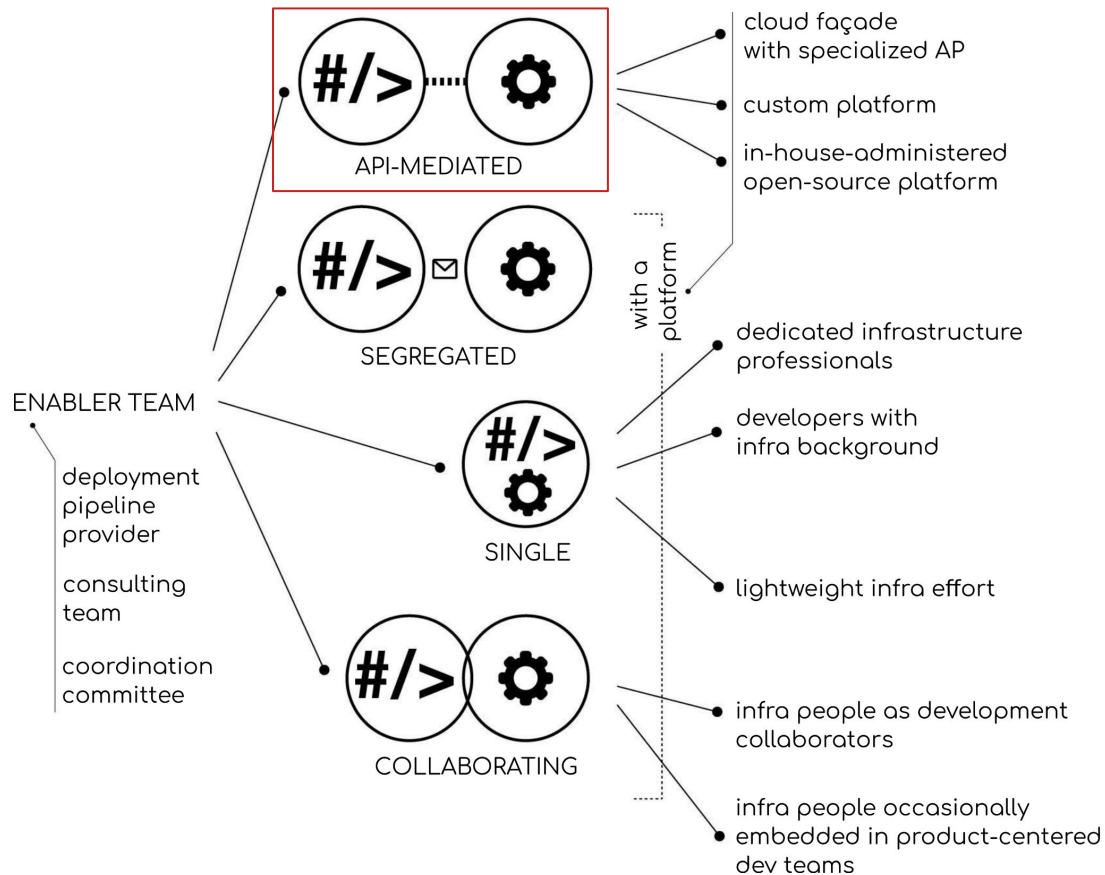 #/>
API-MEDIATED
cloud façade
with specialized AP
custom platform
in-house-administered
open-source platform
#/>
SEGREGATED
with a
platform
ENABLER TEAM
deployment
pipeline
provider
consulting
team
coordination
committee
#/>
SINGLE
dedicated infrastructure
professionals
developers with
infra background
lightweight infra effort
#/>
COLLABORATING
infra people as development
collaborators
infra people occasionally
embedded in product-centered
dev teams